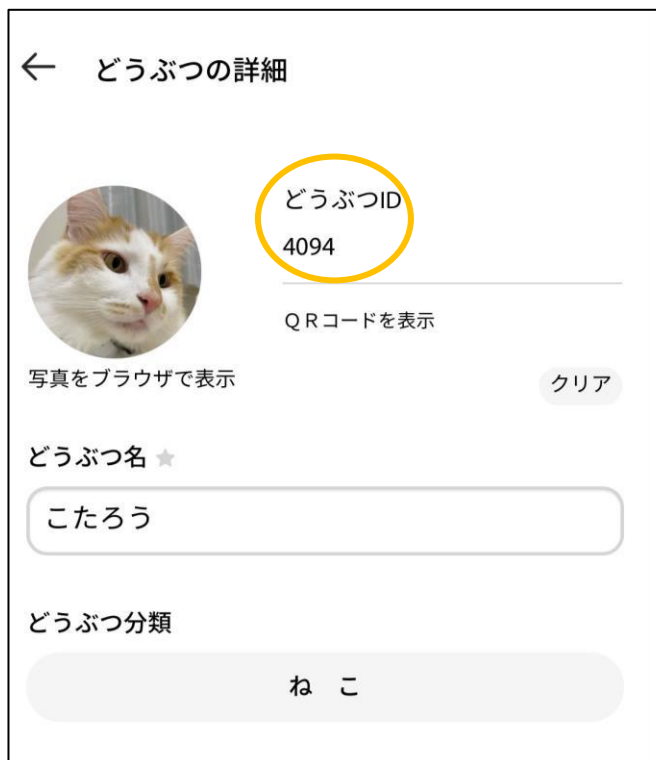 ← どうぶつの詳細
どうぶつID
4094
QRコードを表示
写真をブラウザで表示
クリア
どうぶつ名 ★
こたろう
どうぶつ分類
ね こ